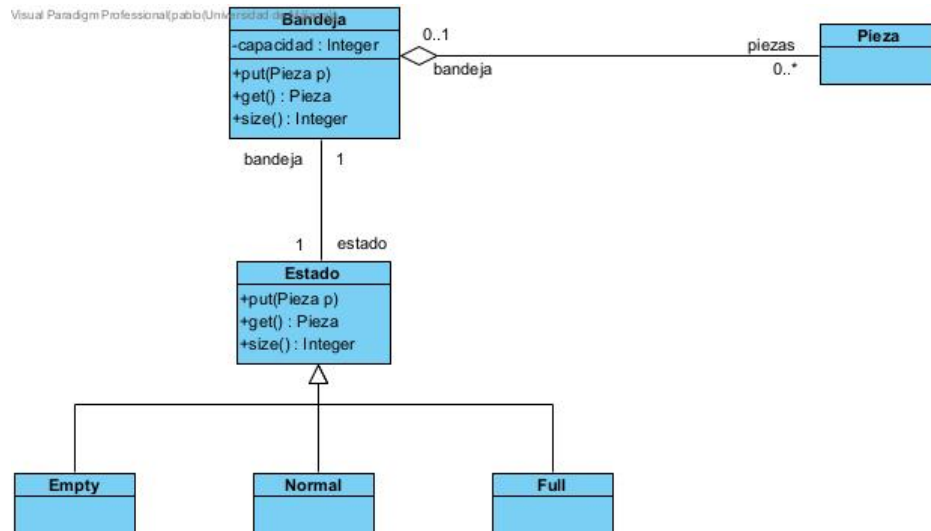 Visual Paradigm Professional(pablo(Universidad de
Bandeja
-capacidad : Integer
+put(Pieza p)
+get() : Pieza
+size() : Integer
0..1
bandeja
piezas
0..*
Pieza
bandeja 1
1 estado
Estado
+put(Pieza p)
+get() : Pieza
+size() : Integer
Empty
Normal
Full